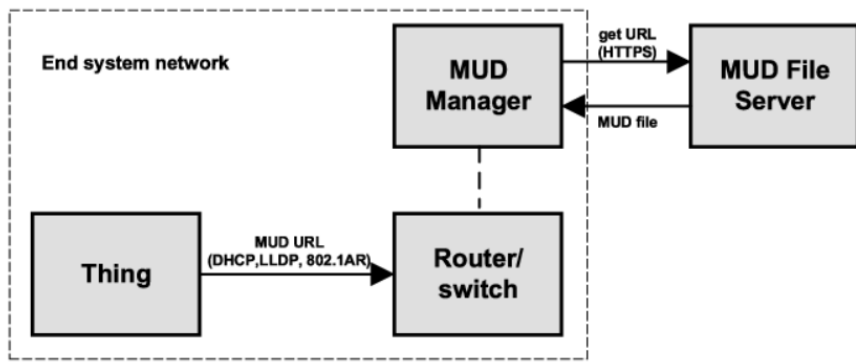 End system network
MUD
Manager
get URL
(HTTPS)
MUD file
MUD File
Server
Thing
MUD URL
(DHCP,LLDP, 802.1AR)
Router/
switch